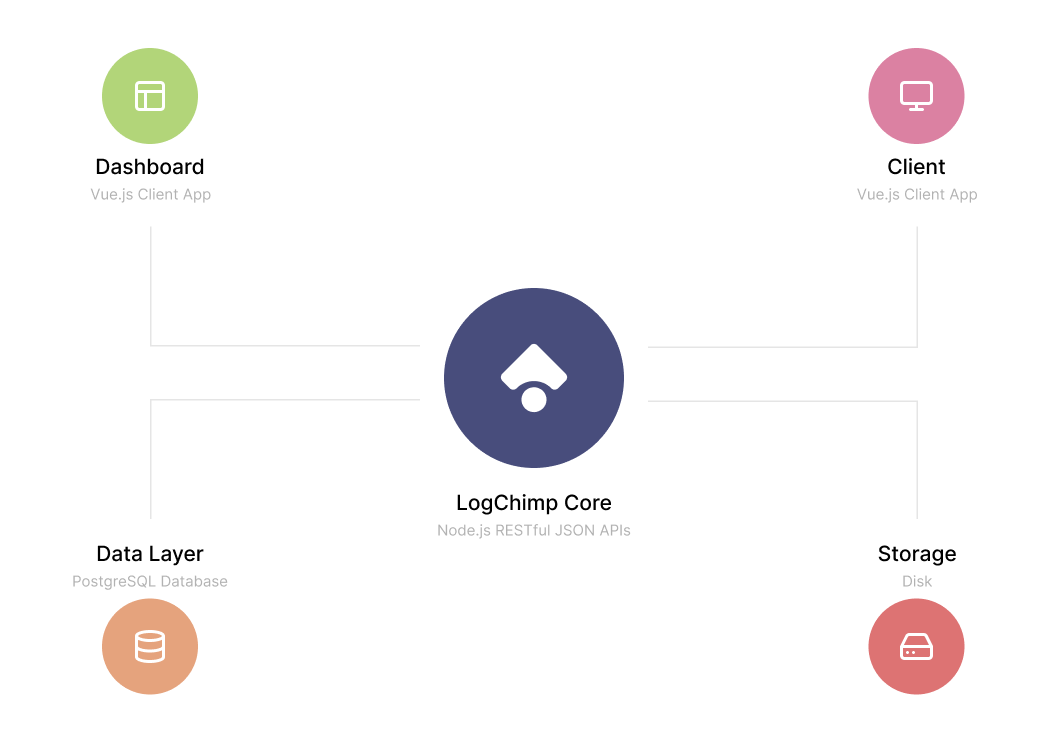 Dashboard
Vue.js Client App
Client
Vue.js Client App
LogChimp Core
Node.js RESTful JSON APIs
Data Layer
PostgreSQL Database
Storage
Disk